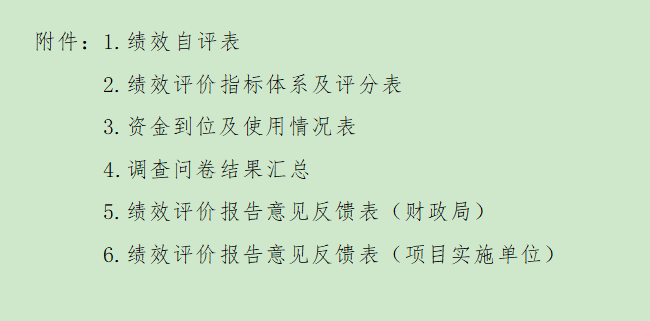 附件：1.绩效自评表
2.绩效评价指标体系及评分表
3.资金到位及使用情况表
4.调查问卷结果汇总
5.绩效评价报告意见反馈表（财政局）
6.绩效评价报告意见反馈表（项目实施单位）